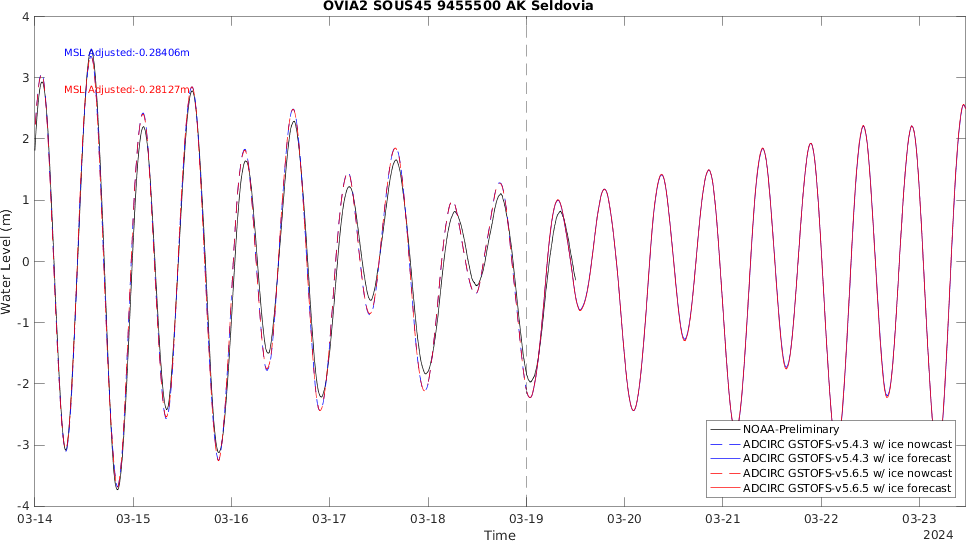 OVIA2 SOUS45 9455500 AK Seldovia
MSL Adjusted:-0.28406m
MSL Adjusted:-0.28127m
Water Level (m)
4
3
2
1
0
-1
-2
-3
-4
NOAA-Preliminary
ADCIRC GSTOFS-v5.4.3 w/ ice nowcast
ADCIRC GSTOFS-v5.4.3 w/ ice forecast
ADCIRC GSTOFS-v5.6.5 w/ ice nowcast
ADCIRC GSTOFS-v5.6.5 w/ ice forecast
03-14 03-15 03-16 03-17 03-18 03-19 03-20 03-21 03-22 03-23
Time
2024